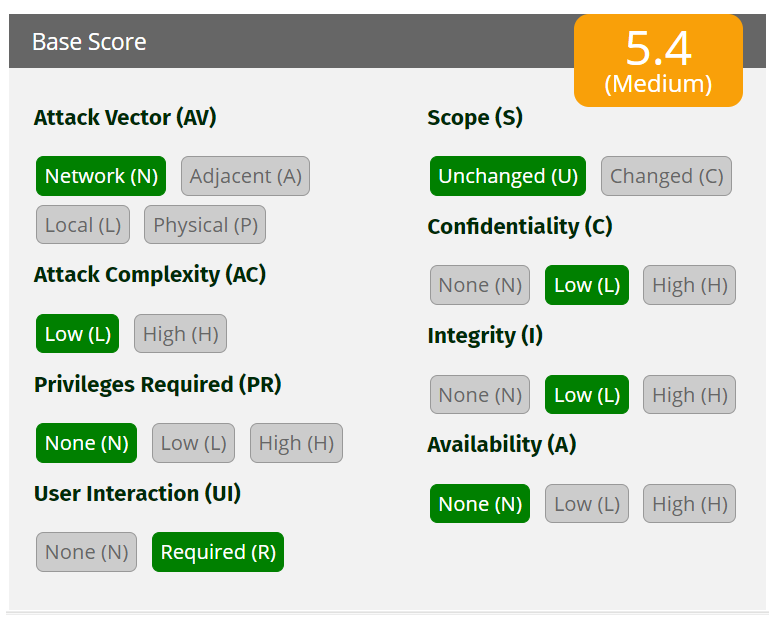 Base Score
5.4
(Medium)
Attack Vector (AV)
Network (N) Adjacent (A)
Local (L) Physical (P)
Attack Complexity (AC)
Low (L) High (H)
Privileges Required (PR)
None (N) Low (L) High (H)
User Interaction (UI)
None (N) Required (R)
Scope (S)
Unchanged (U) Changed (C)
Confidentiality (C)
None (N) Low (L) High (H)
Integrity (I)
None (N) Low (L) High (H)
Availability (A)
None (N) Low (L) High (H)